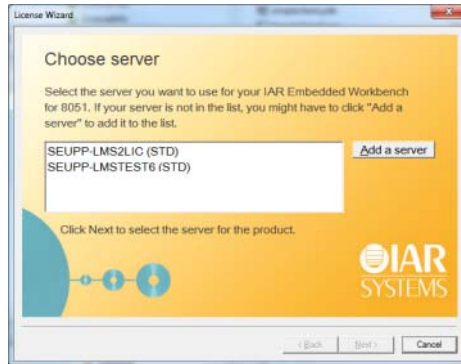 License Wizard
Choose server
Select the server you want to use for your IAR Embedded Workbench
for 8051. If your server is not in the list, you might have to click "Add a
server" to add it to the list.
SEUPP-LMS2LIC (STD)
SEUPP-LMSTEST6 (STD)
Add a server
Click Next to select the server for the product.
IAR
SYSTEMS
< Back
Next >
Cancel